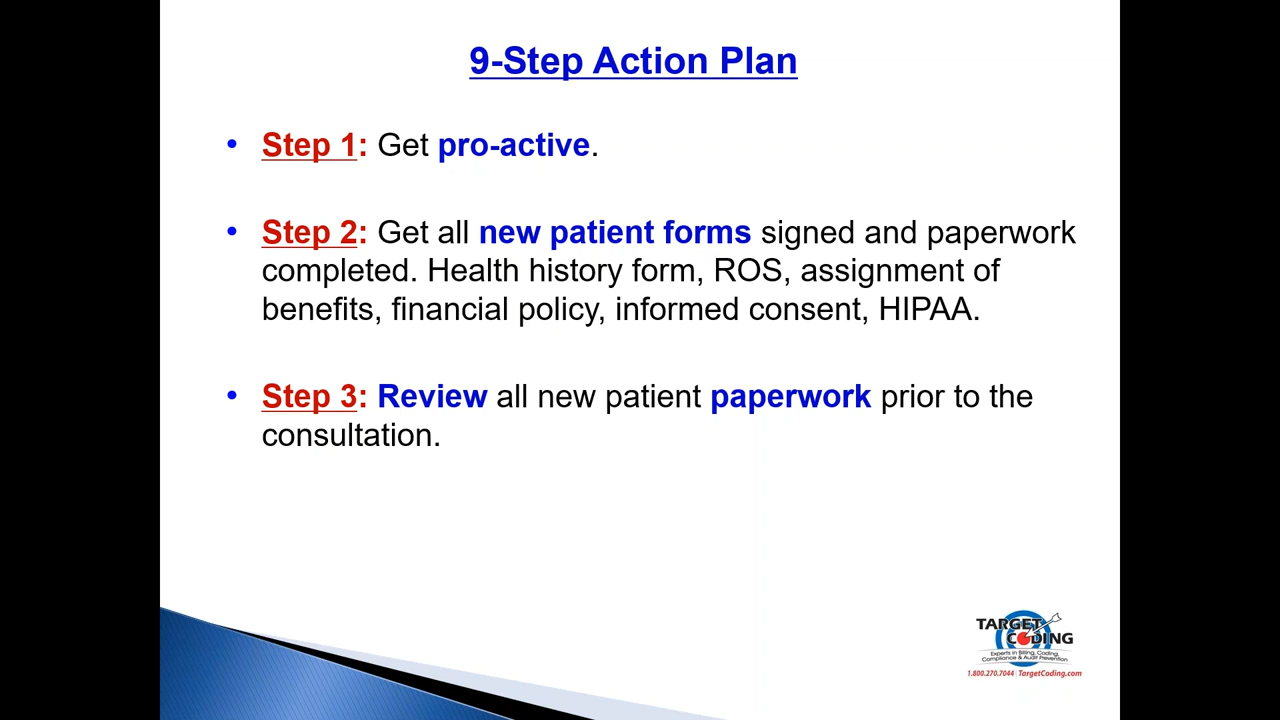 9-Step Action Plan
• Step 1: Get pro-active.
• Step 2: Get all new patient forms signed and paperwork
completed. Health history form, ROS, assignment of
benefits, financial policy, informed consent, HIPAA.
• Step 3: Review all new patient paperwork prior to the
consultation.
TARGET
CODING
Experts in Billing, Coding,
Compliance & Audit Prevention
1.800.270.7044 | TargetCoding.com